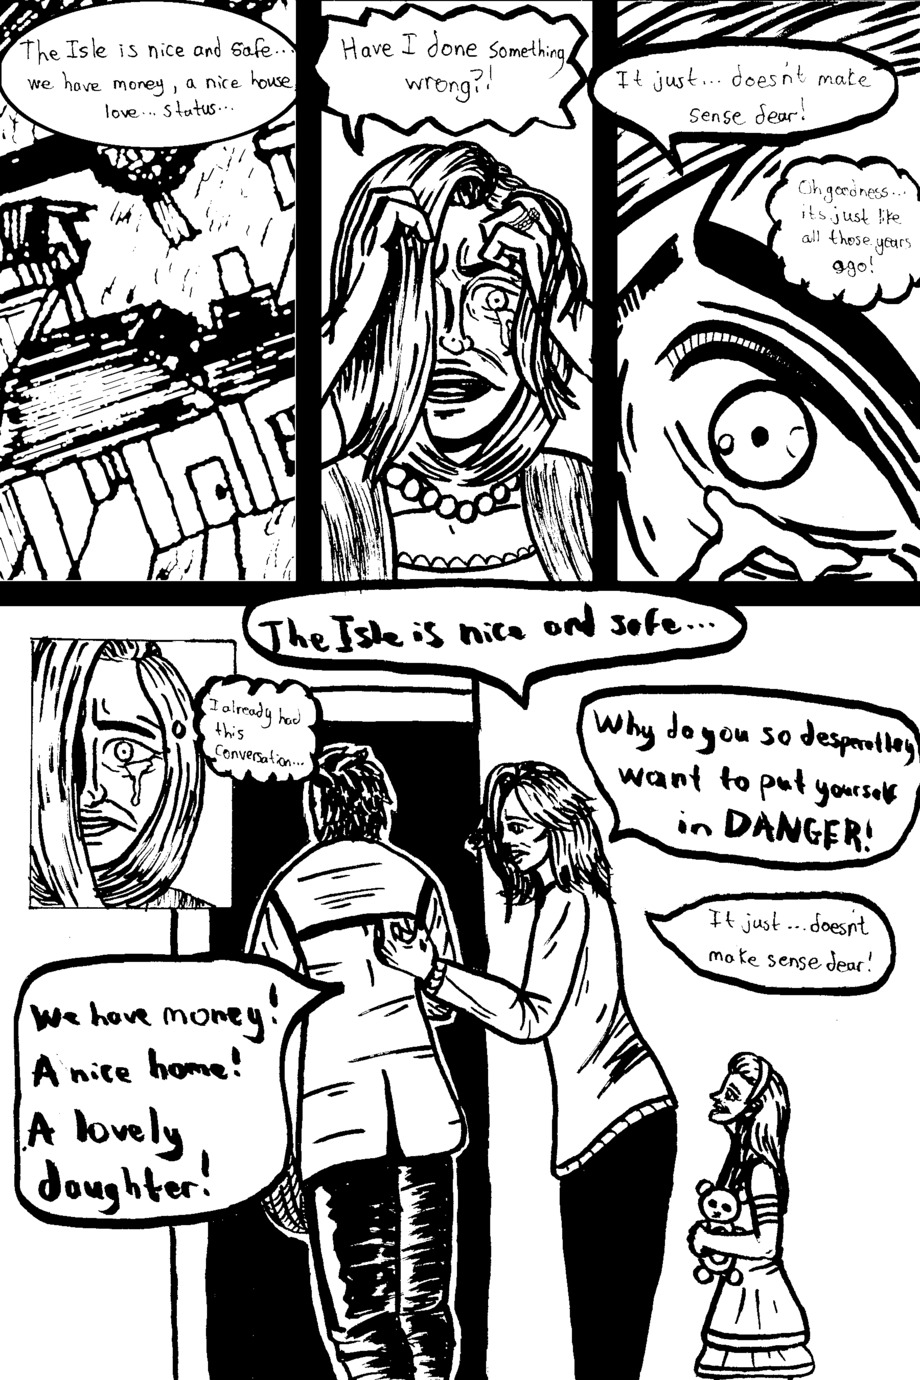 The Isle is nice and safe...
we have money, a nice house
love... status...
Have I done something
wrong?!
It just... doesn't make
sense dear!
Oh goodness...
its just like
all those years
ago!
The Isle is nice and safe...
I already had
this
conversation...
Why do you so desperatley
want to put yourself
in DANGER!
It just...doesn't
make sense dear!
We have money!
A nice home!
A lovely
daughter!